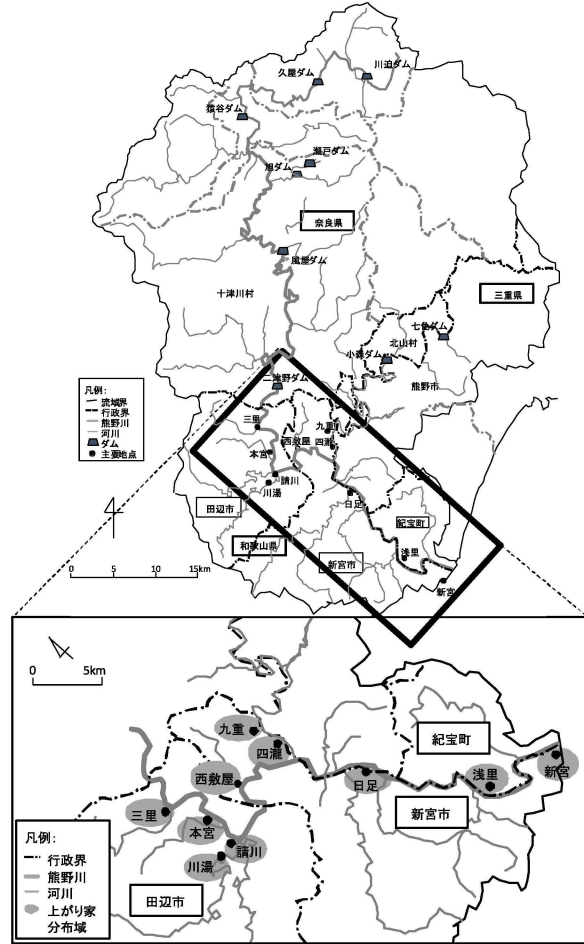 久屋ダム
川迫ダム
猿谷ダム
瀬戸ダム
旭ダム
奈良県
風屋ダム
十津川村
三重県
七色ダム
北山村
小森ダム
熊野市
二津野ダム
凡例:
流域界
行政界
熊野川
河川
ダム
主要地点
三里
九重
西敷屋
四瀧
本宮
請川
川湯
日足
田辺市
紀宝町
和歌山県
新宮市
浅里
新宮
0 5 10 15km
0 5km
九重
四瀧
紀宝町
新宮
西敷屋
日足
浅里
三里
本宮
新宮市
請川
川湯
田辺市
凡例:
行政界
熊野川
河川
上がり家
分布域